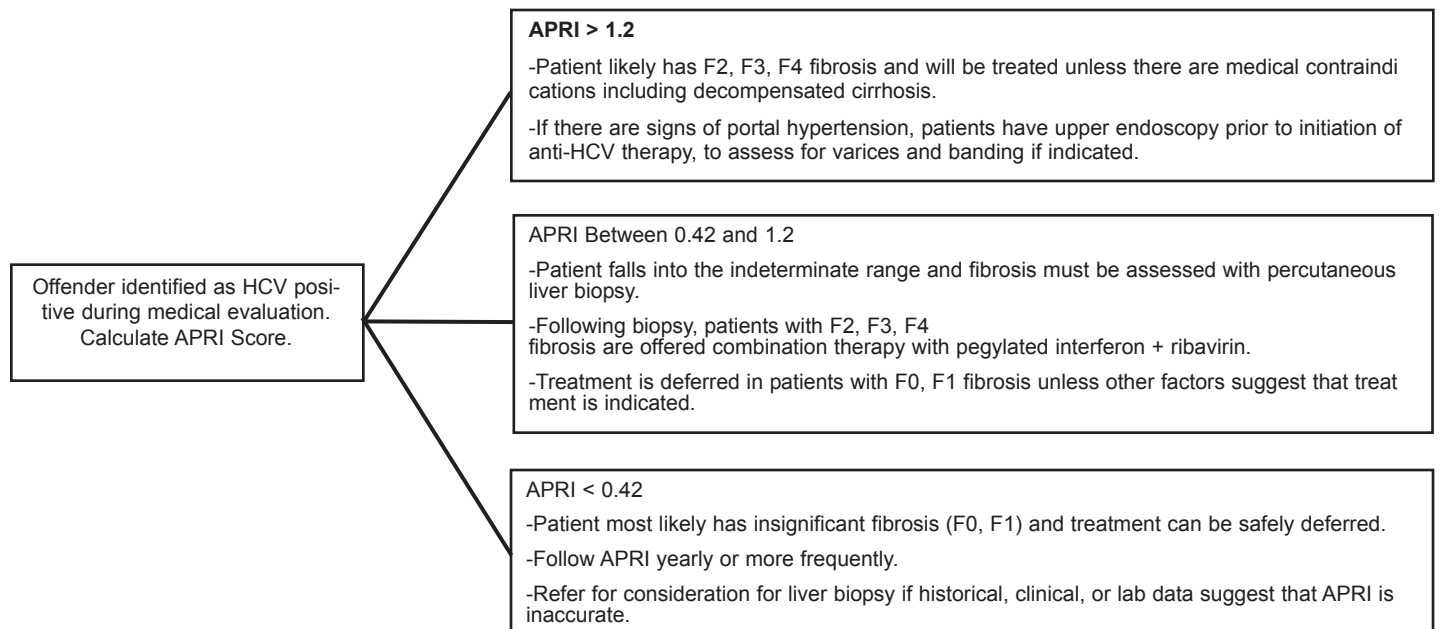 APRI > 1.2
-Patient likely has F2, F3, F4 fibrosis and will be treated unless there are medical contraindi
cations including decompensated cirrhosis.
-If there are signs of portal hypertension, patients have upper endoscopy prior to initiation of
anti-HCV therapy, to assess for varices and banding if indicated.
Offender identified as HCV posi-
tive during medical evaluation.
Calculate APRI Score.
APRI Between 0.42 and 1.2
-Patient falls into the indeterminate range and fibrosis must be assessed with percutaneous
liver biopsy.
-Following biopsy, patients with F2, F3, F4
fibrosis are offered combination therapy with pegylated interferon + ribavirin.
-Treatment is deferred in patients with F0, F1 fibrosis unless other factors suggest that treat
ment is indicated.
APRI < 0.42
-Patient most likely has insignificant fibrosis (F0, F1) and treatment can be safely deferred.
-Follow APRI yearly or more frequently.
-Refer for consideration for liver biopsy if historical, clinical, or lab data suggest that APRI is
inaccurate.